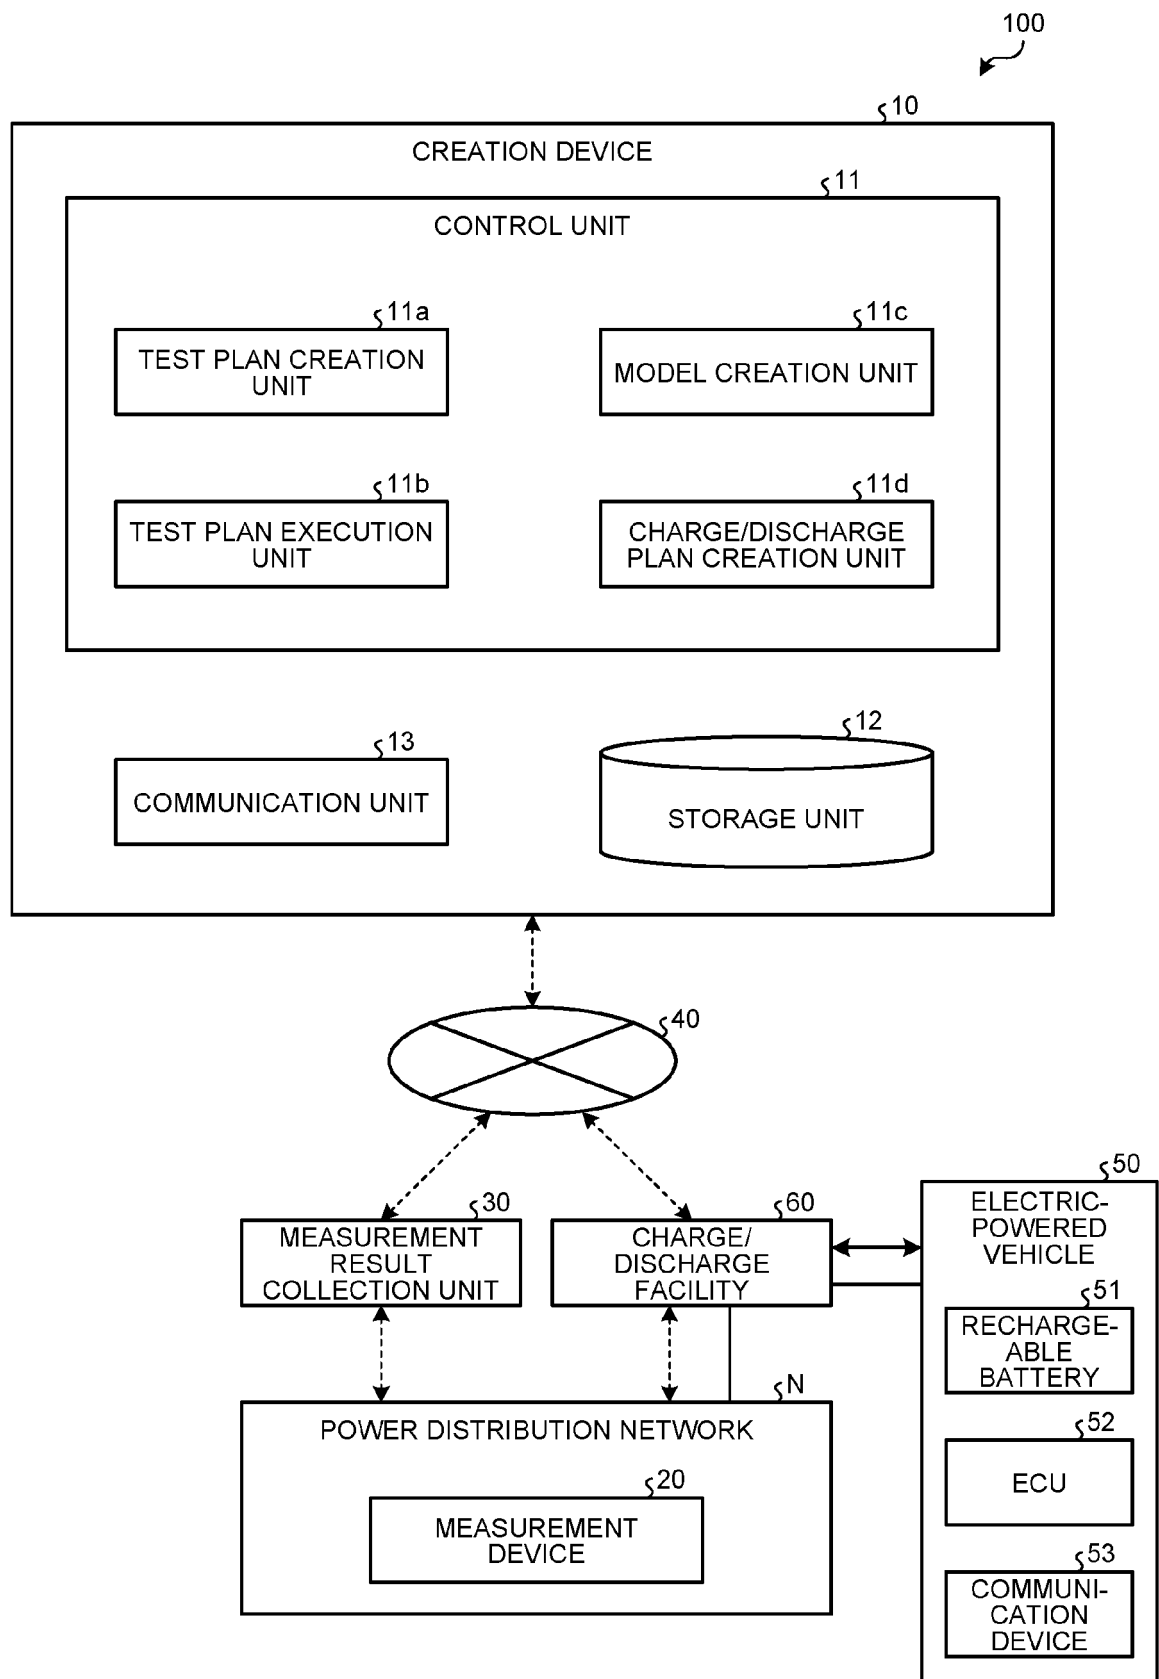 100
10
CREATION DEVICE
11
CONTROL UNIT
11a
TEST PLAN CREATION
UNIT
11c
MODEL CREATION UNIT
11b
TEST PLAN EXECUTION
UNIT
11d
CHARGE/DISCHARGE
PLAN CREATION UNIT
13
COMMUNICATION UNIT
12
STORAGE UNIT
40
30
MEASUREMENT
RESULT
COLLECTION UNIT
60
CHARGE/
DISCHARGE
FACILITY
50
ELECTRIC-
POWERED
VEHICLE
51
RECHARGE-
ABLE
BATTERY
52
ECU
53
COMMUNI-
CATION
DEVICE
N
POWER DISTRIBUTION NETWORK
20
MEASUREMENT
DEVICE